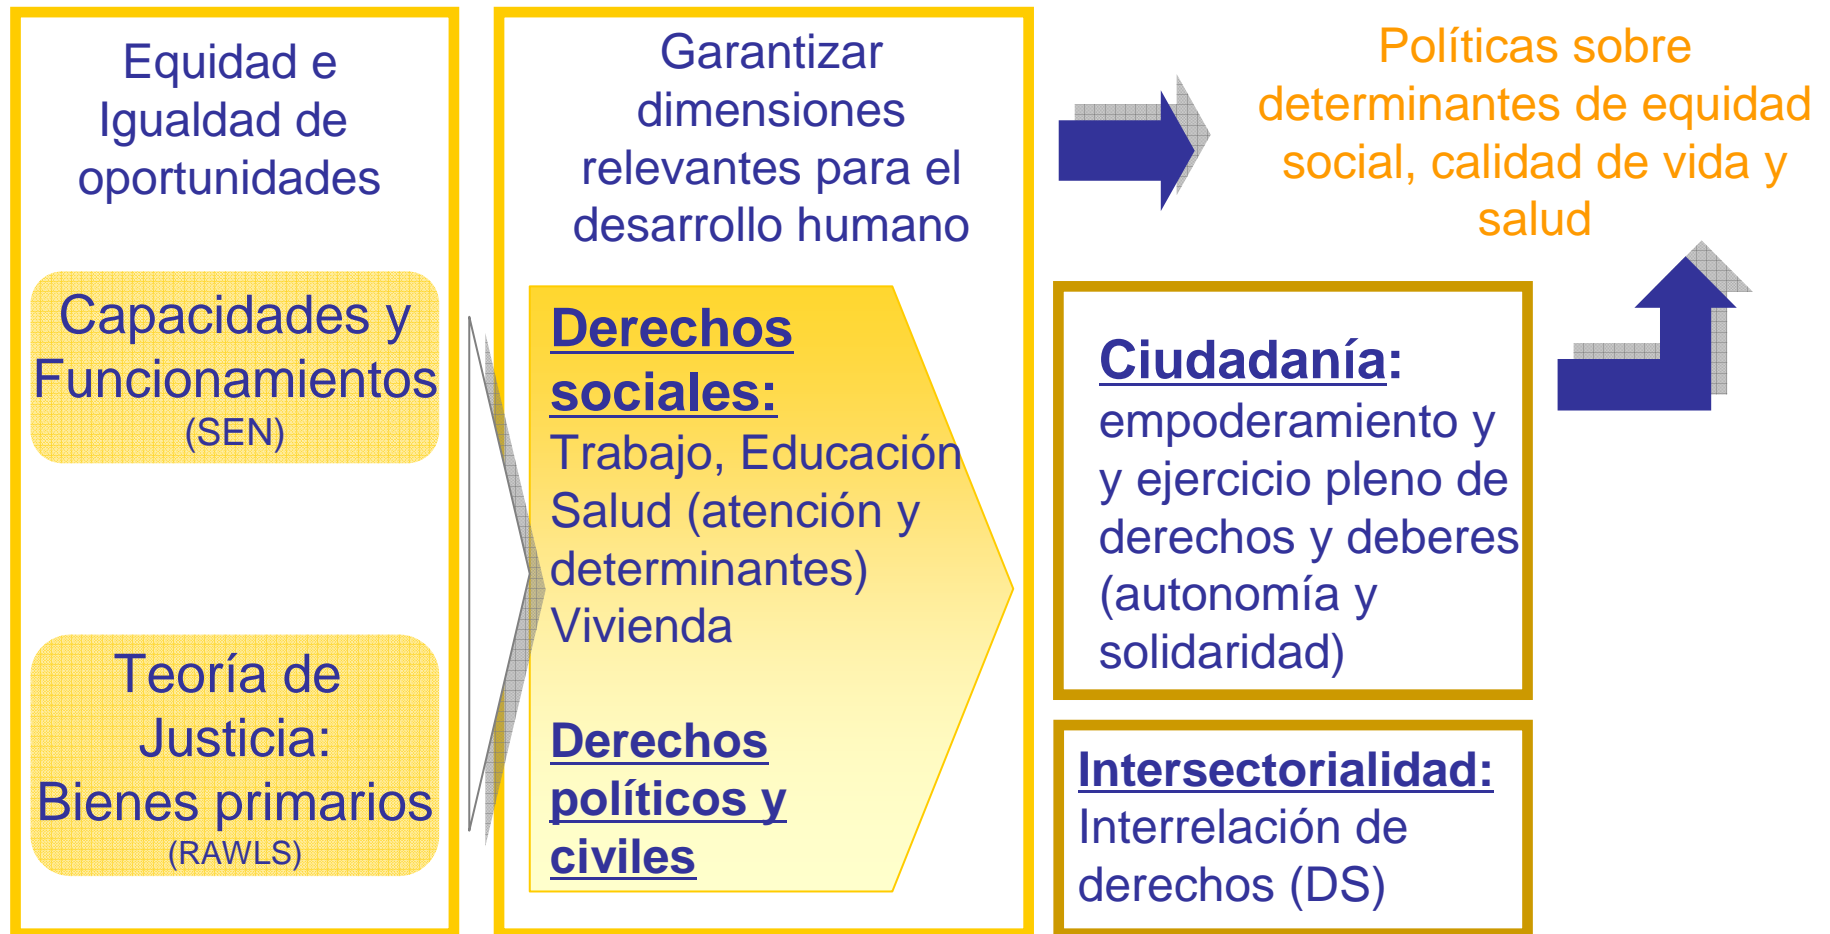 Equidad e
Igualdad de
oportunidades
Capacidades y
Funcionamientos
(SEN)
Teoría de
Justicia:
Bienes primarios
(RAWLS)
Garantizar
dimensiones
relevantes para el
desarrollo humano
Derechos
sociales:
Trabajo, Educación
Salud (atención y
determinantes)
Vivienda
Derechos
políticos y
civiles
Políticas sobre
determinantes de equidad
social, calidad de vida y
salud
Ciudadanía:
empoderamiento y
y ejercicio pleno de
derechos y deberes
(autonomía y
solidaridad)
Intersectorialidad:
Interrelación de
derechos (DS)